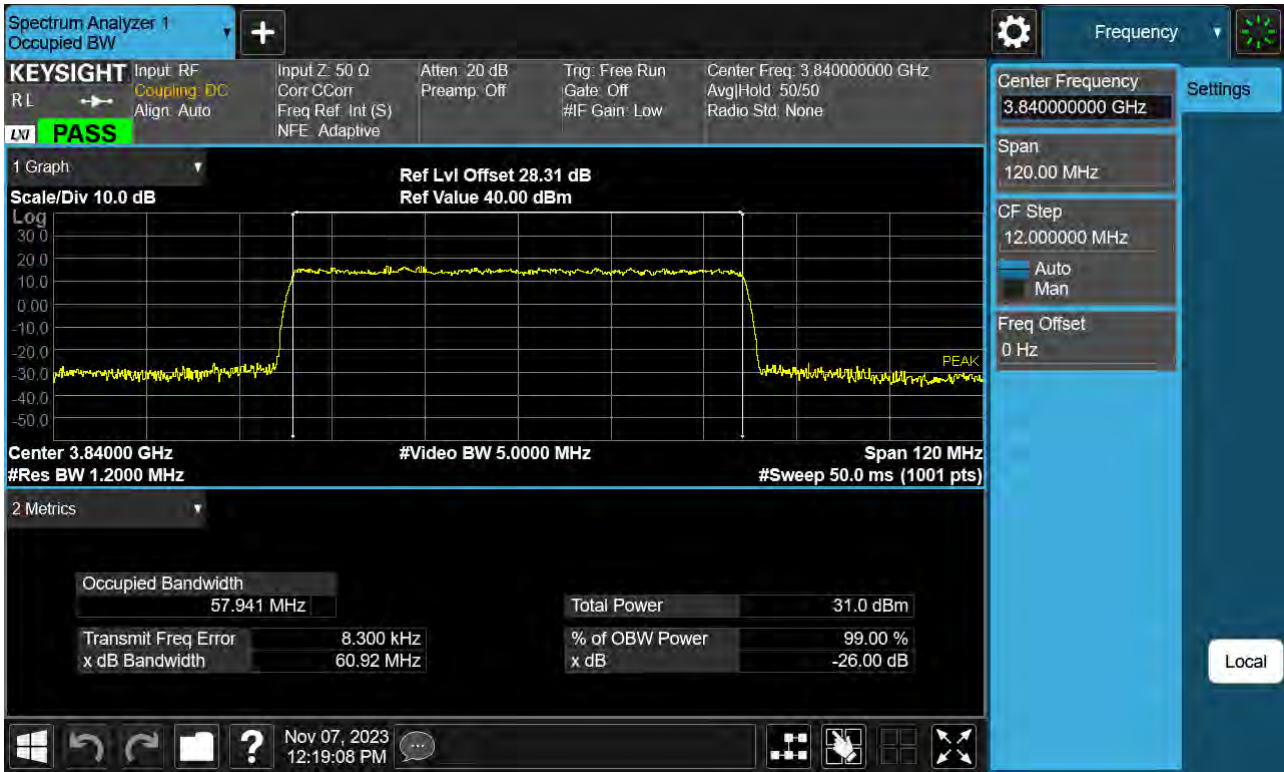 Spectrum Analyzer 1
Occupied BW
Frequency
KEYSIGHT
RL
LXI
PASS
Input: RF
Coupling: DC
Align: Auto
Input Z: 50 Ω
Corr CCorr
Freq Ref: Int (S)
NFE: Adaptive
Atten: 20 dB
Preamp: Off
Trig: Free Run
Gate: Off
#IF Gain: Low
Center Freq: 3.840000000 GHz
Avg|Hold: 50/50
Radio Std: None
Center Frequency
3.840000000 GHz
Settings
Span
120.00 MHz
CF Step
12.000000 MHz
Auto
Man
Freq Offset
0 Hz
1 Graph
Scale/Div 10.0 dB
Ref Lvl Offset 28.31 dB
Ref Value 40.00 dBm
Log
30.0
20.0
10.0
0.00
-10.0
-20.0
-30.0
-40.0
-50.0
PEAK
Center 3.84000 GHz
#Video BW 5.0000 MHz
Span 120 MHz
#Res BW 1.2000 MHz
#Sweep 50.0 ms (1001 pts)
2 Metrics
Occupied Bandwidth
57.941 MHz
Transmit Freq Error 8.300 kHz
x dB Bandwidth 60.92 MHz
Total Power 31.0 dBm
% of OBW Power 99.00 %
x dB -26.00 dB
Local
?
Nov 07, 2023
12:19:08 PM